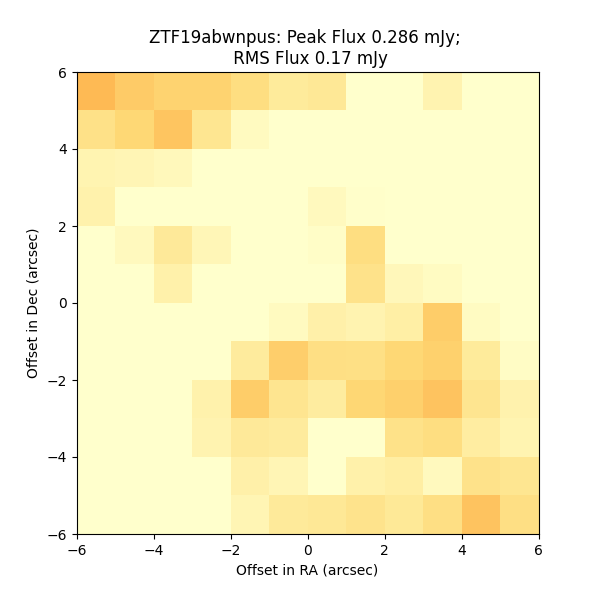 ZTF19abwnpus: Peak Flux 0.286 mJy;
RMS Flux 0.17 mJy
6
4
2
0
−2
−4
−6
Offset in Dec (arcsec)
−6 −4 −2 0 2 4 6
Offset in RA (arcsec)